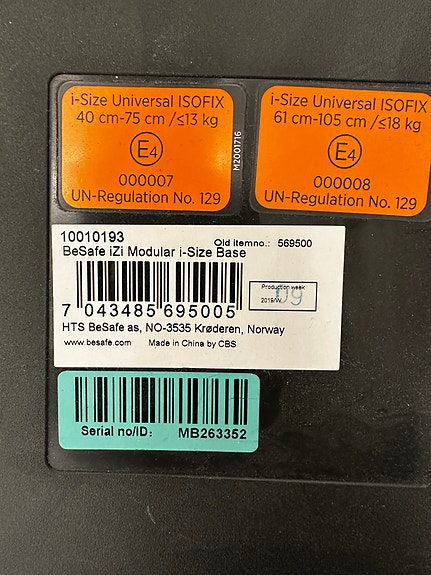 i-Size Universal ISOFIX
40 cm-75 cm /≤13 kg
E4
000007
UN-Regulation No. 129
M2001716
i-Size Universal ISOFIX
61 cm-105 cm /≤18 kg
E4
000008
UN-Regulation No. 129
10010193
Old itemno.: 569500
BeSafe iZi Modular i-Size Base
7 043485 695005
Production week
2019/W 09
HTS BeSafe as, NO-3535 Krøderen, Norway
www.besafe.com Made in China by CBS
Serial no/ID: MB263352